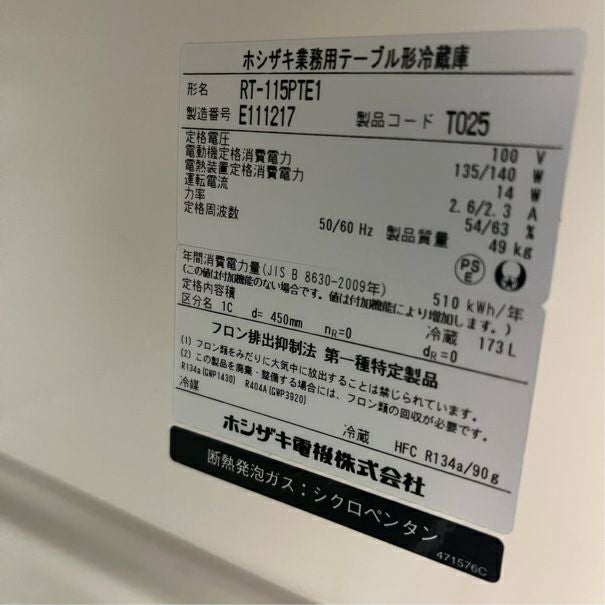 ホシザキ業務用テーブル形冷蔵庫
形名 RT-115PTE1
製造番号 E111217 製品コード T025
定格電圧 100 V
電動機定格消費電力 135/140 W
電熱装置定格消費電力 14 W
運転電流 2.6/2.3 A
力率 54/63 %
定格周波数 50/60 Hz 製品質量 49 kg
PSE
年間消費電力量(JIS B 8630-2009年) 510 kWh/年
(この値は付加機能のない場合です。値は付加機能により増加します。)
定格内容積 冷蔵 173 L
区分名 1C d= 450mm nR=0 dR=0
フロン排出抑制法 第一種特定製品
(1) フロン類をみだりに大気中に放出することは禁じられています。
(2) この製品を廃棄・整備する場合には、フロン類の回収が必要です。
R134a(GWP1430) R404A(GWP3920)
冷媒 冷蔵 HFC R134a/90g
ホシザキ電機株式会社
断熱発泡ガス:シクロペンタン
471576C